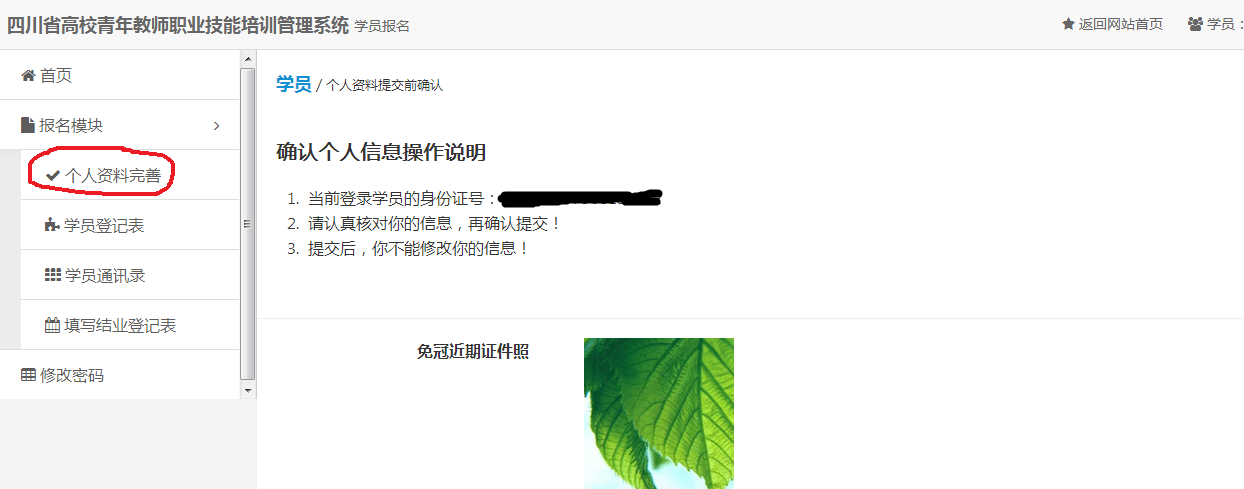 四川省高校青年教师职业技能培训管理系统 学员报名 返回网站首页 学员：
首页
报名模块
个人资料完善
学员登记表
学员通讯录
填写结业登记表
修改密码
学员 / 个人资料提交前确认
确认个人信息操作说明
1. 当前登录学员的身份证号：
2. 请认真核对你的信息，再确认提交！
3. 提交后，你不能修改你的信息！
免冠近期证件照